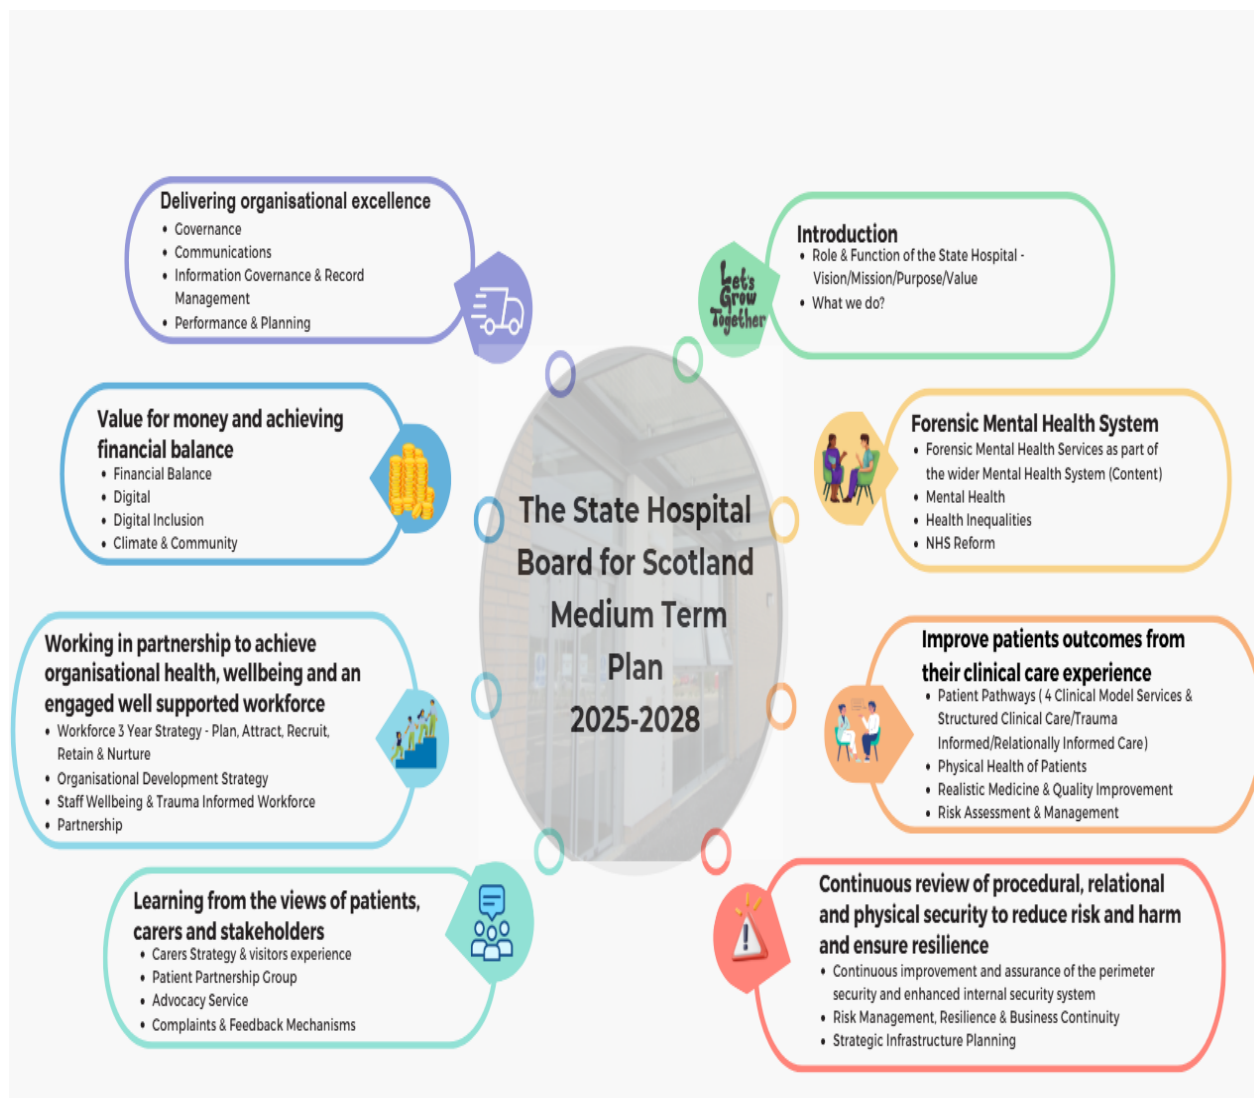 Delivering organisational excellence
• Governance
• Communications
• Information Governance & Record
Management
• Performance & Planning
Value for money and achieving
financial balance
• Financial Balance
• Digital
• Digital Inclusion
• Climate & Community
Working in partnership to achieve
organisational health, wellbeing and an
engaged well supported workforce
• Workforce 3 Year Strategy - Plan, Attract, Recruit,
Retain & Nurture
• Organisational Development Strategy
• Staff Wellbeing & Trauma Informed Workforce
• Partnership
Learning from the views of patients,
carers and stakeholders
• Carers Strategy & visitors experience
• Patient Partnership Group
• Advocacy Service
• Complaints & Feedback Mechanisms
The State Hospital
Board for Scotland
Medium Term
Plan
2025-2028
Let's
Grow
Together
Introduction
• Role & Function of the State Hospital -
Vision/Mission/Purpose/Value
• What we do?
Forensic Mental Health System
• Forensic Mental Health Services as part of
the wider Mental Health System (Content)
• Mental Health
• Health Inequalities
• NHS Reform
Improve patients outcomes from
their clinical care experience
• Patient Pathways ( 4 Clinical Model Services &
Structured Clinical Care/Trauma
Informed/Relationally Informed Care)
• Physical Health of Patients
• Realistic Medicine & Quality Improvement
• Risk Assessment & Management
Continuous review of procedural, relational
and physical security to reduce risk and harm
and ensure resilience
• Continuous improvement and assurance of the perimeter
security and enhanced internal security system
• Risk Management, Resilience & Business Continuity
• Strategic Infrastructure Planning